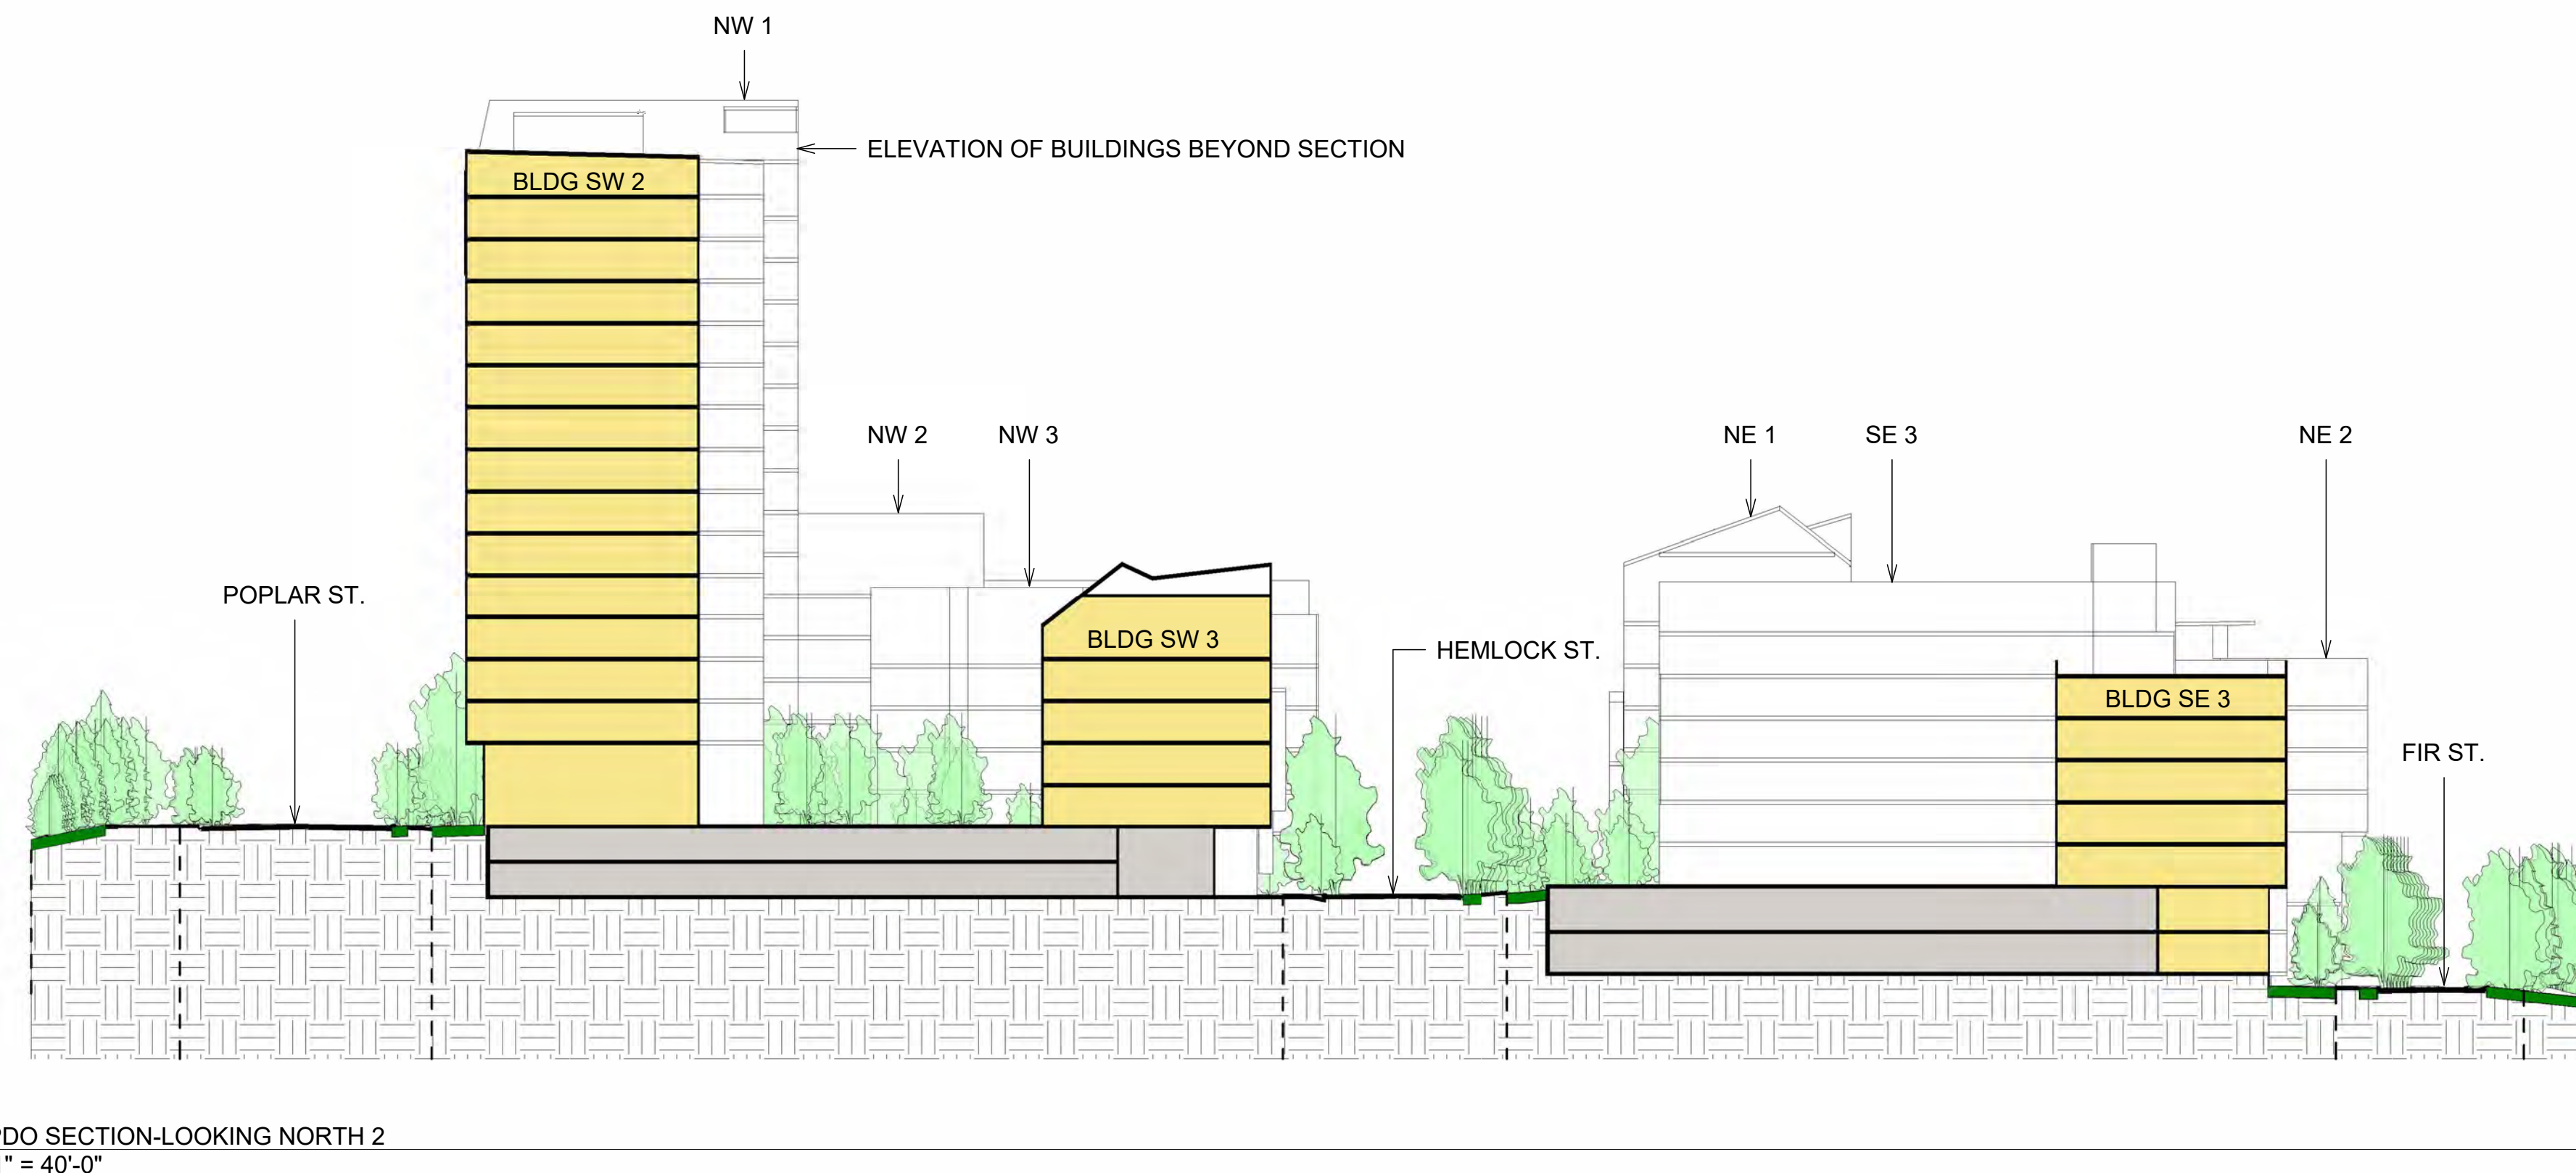 NW 1
ELEVATION OF BUILDINGS BEYOND SECTION
BLDG SW 2
NW 2
NW 3
NE 1
SE 3
NE 2
POPLAR ST.
BLDG SW 3
HEMLOCK ST.
BLDG SE 3
FIR ST.
SECTION-LOOKING NORTH 2
= 40'-0"